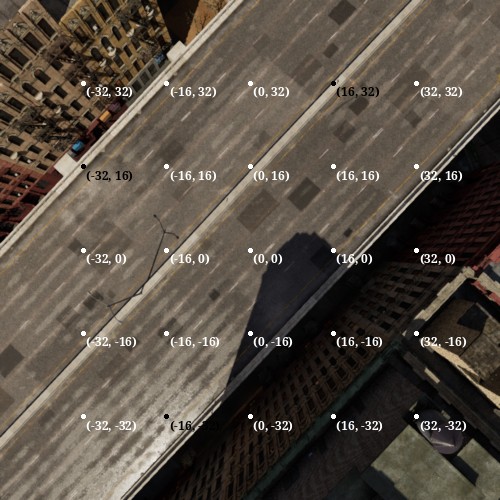 (-32, 32) (-16, 32) (0, 32) (16, 32) (32, 32)
(-32, 16) (-16, 16) (0, 16) (16, 16) (32, 16)
(-32, 0) (-16, 0) (0, 0) (16, 0) (32, 0)
(-32, -16) (-16, -16) (0, -16) (16, -16) (32, -16)
(-32, -32) (-16, (0, -32) (16, -32) (32, -32)